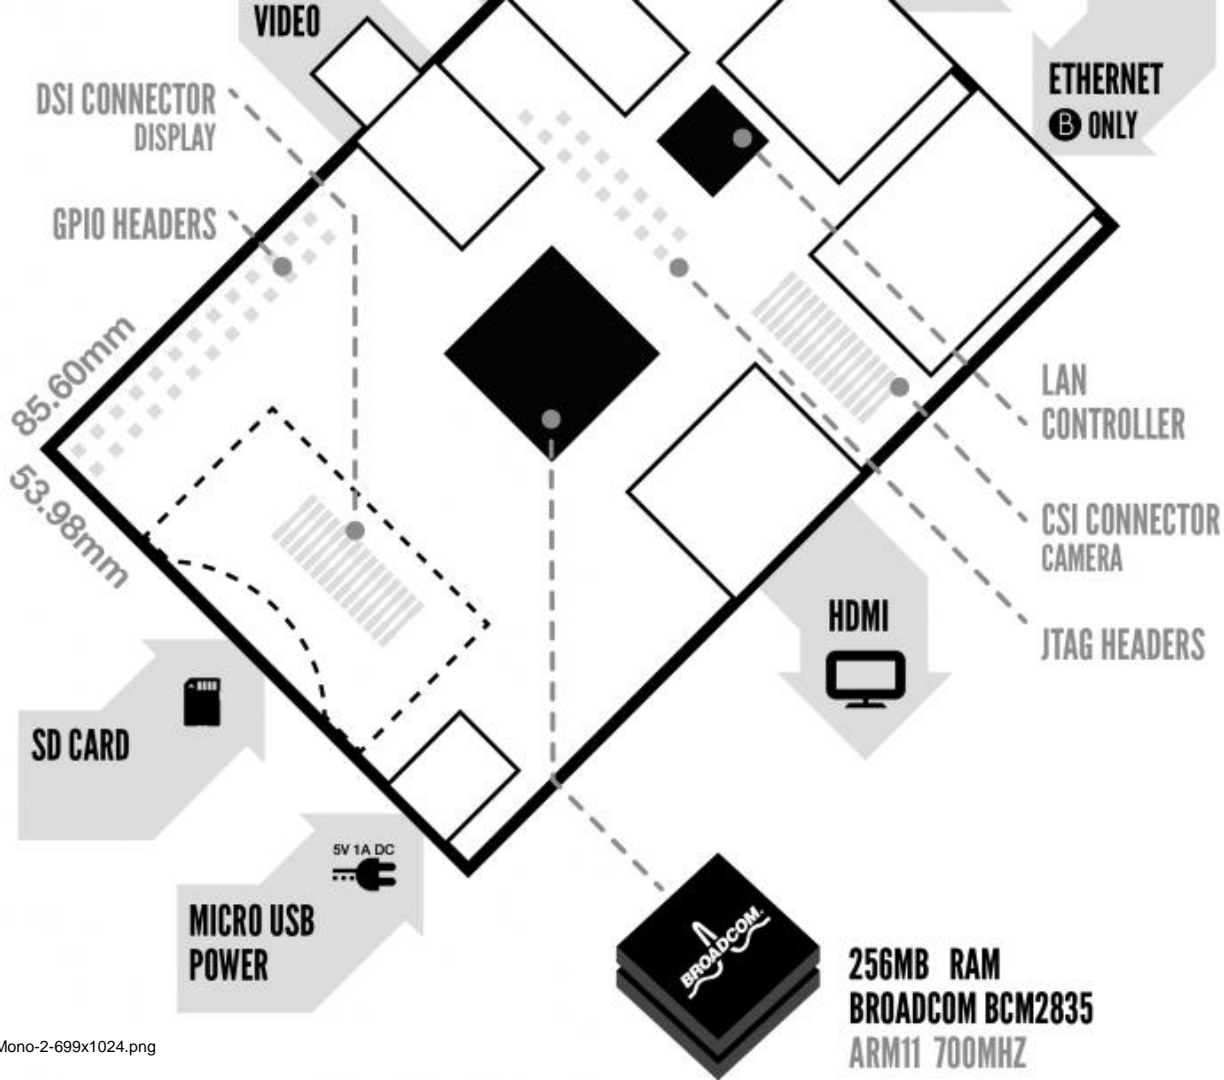 VIDEO
DSI CONNECTOR
DISPLAY
GPIO HEADERS
ETHERNET
B ONLY
85.60mm
53.98mm
LAN
CONTROLLER
CSI CONNECTOR
CAMERA
JTAG HEADERS
HDMI
SD CARD
5V 1A DC
MICRO USB
POWER
BROADCOM.
256MB RAM
BROADCOM BCM2835
ARM11 700MHZ
Mono-2-699x1024.png